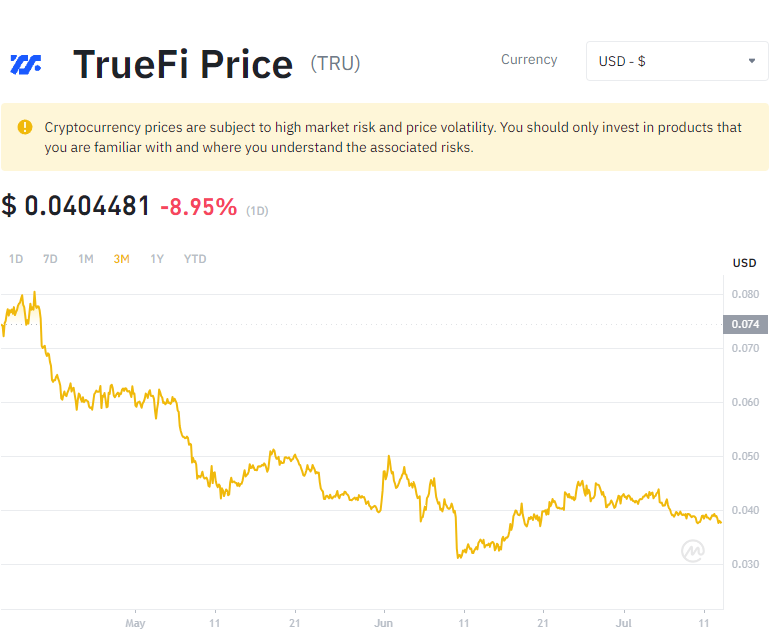 TrueFi Price (TRU)
Currency
USD - $
Cryptocurrency prices are subject to high market risk and price volatility. You should only invest in products that
you are familiar with and where you understand the associated risks.
$ 0.0404481 -8.95% (1D)
1D 7D 1M 3M 1Y YTD
USD
0.080
0.074
0.070
0.060
0.050
0.040
0.030
May 11 21 Jun 11 21 Jul 11